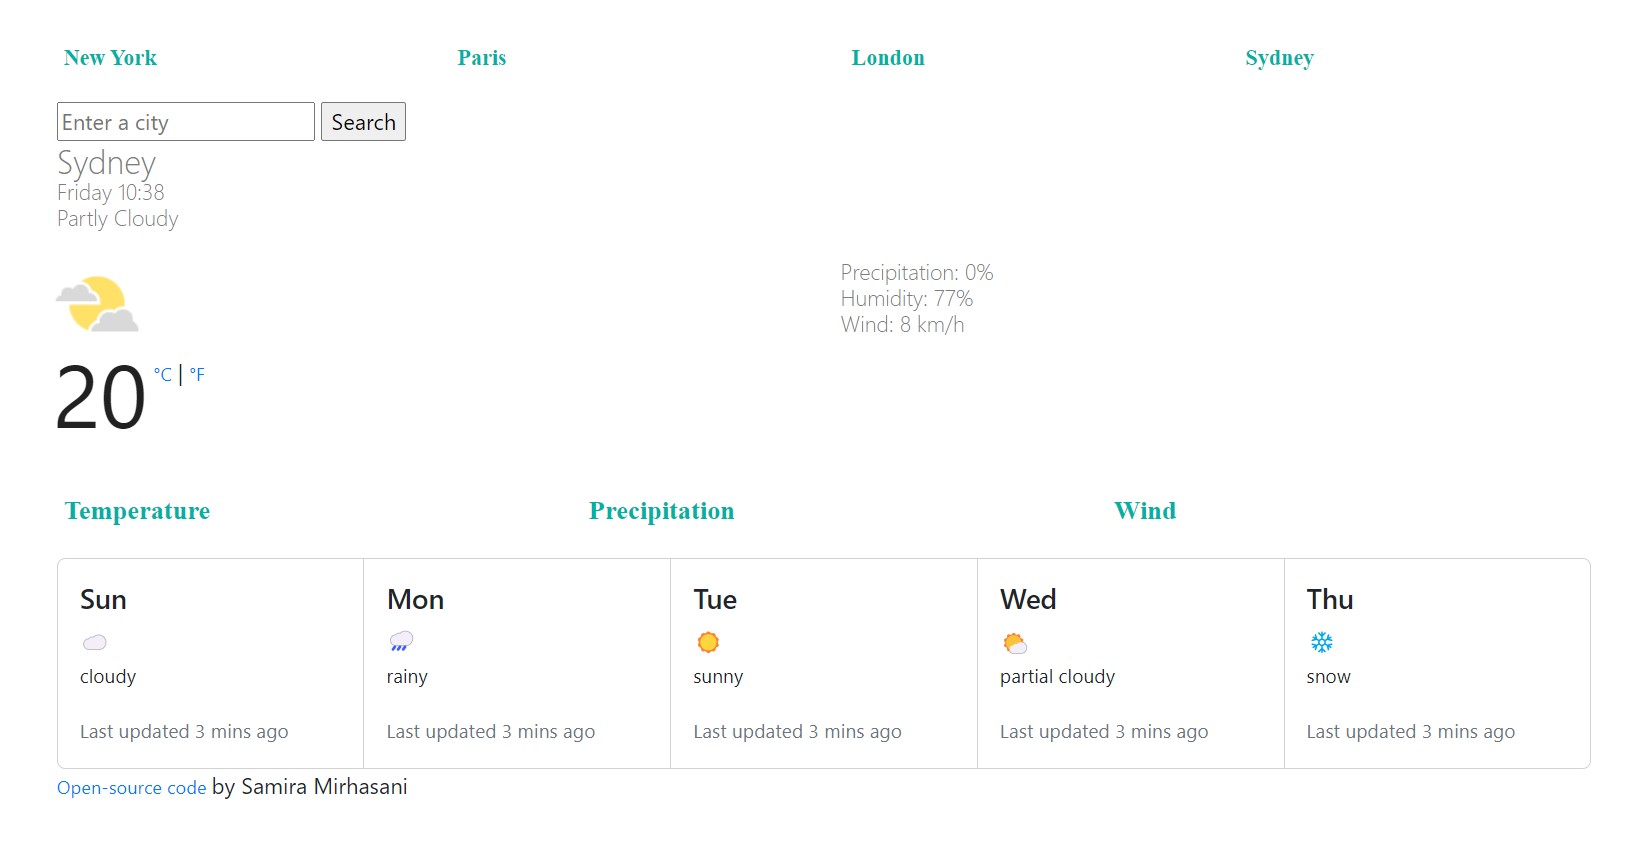 New York Paris London Sydney
Enter a city Search
Sydney
Friday 10:38
Partly Cloudy
Precipitation: 0%
Humidity: 77%
Wind: 8 km/h
20 °C | °F
Temperature Precipitation Wind
Sun Mon Tue Wed Thu
cloudy rainy sunny partial cloudy snow
Last updated 3 mins ago Last updated 3 mins ago Last updated 3 mins ago Last updated 3 mins ago Last updated 3 mins ago
Open-source code by Samira Mirhasani